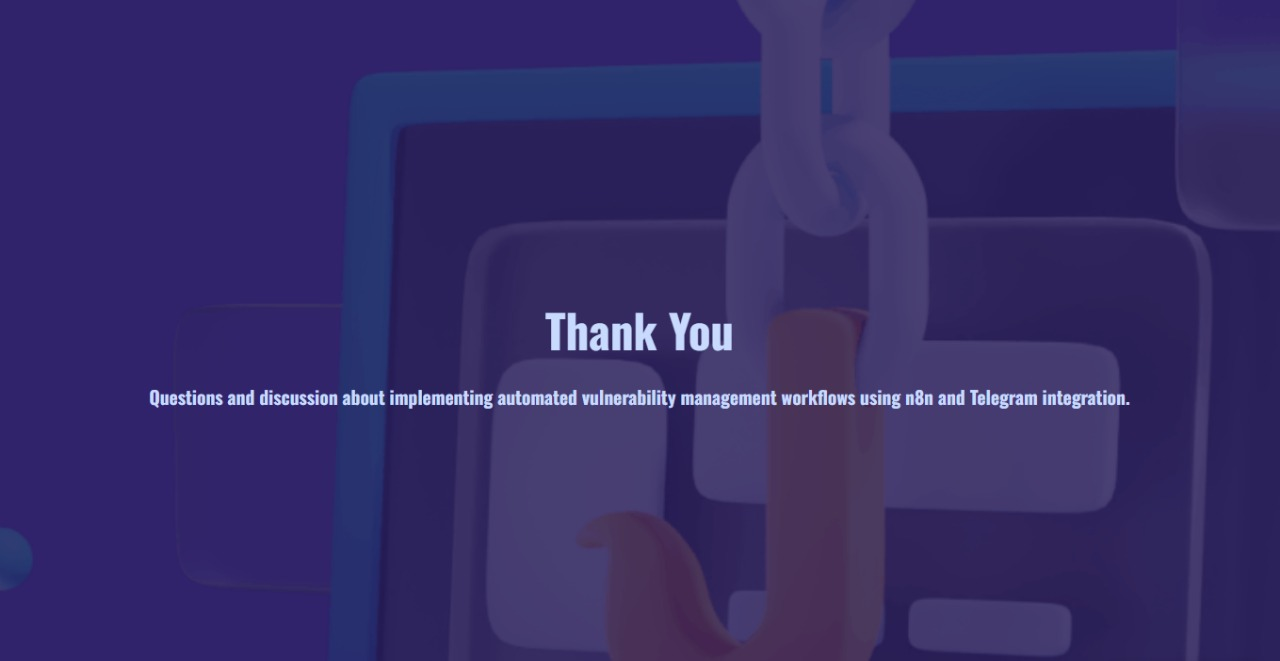 Thank You
Questions and discussion about implementing automated vulnerability management workflows using n8n and Telegram integration.